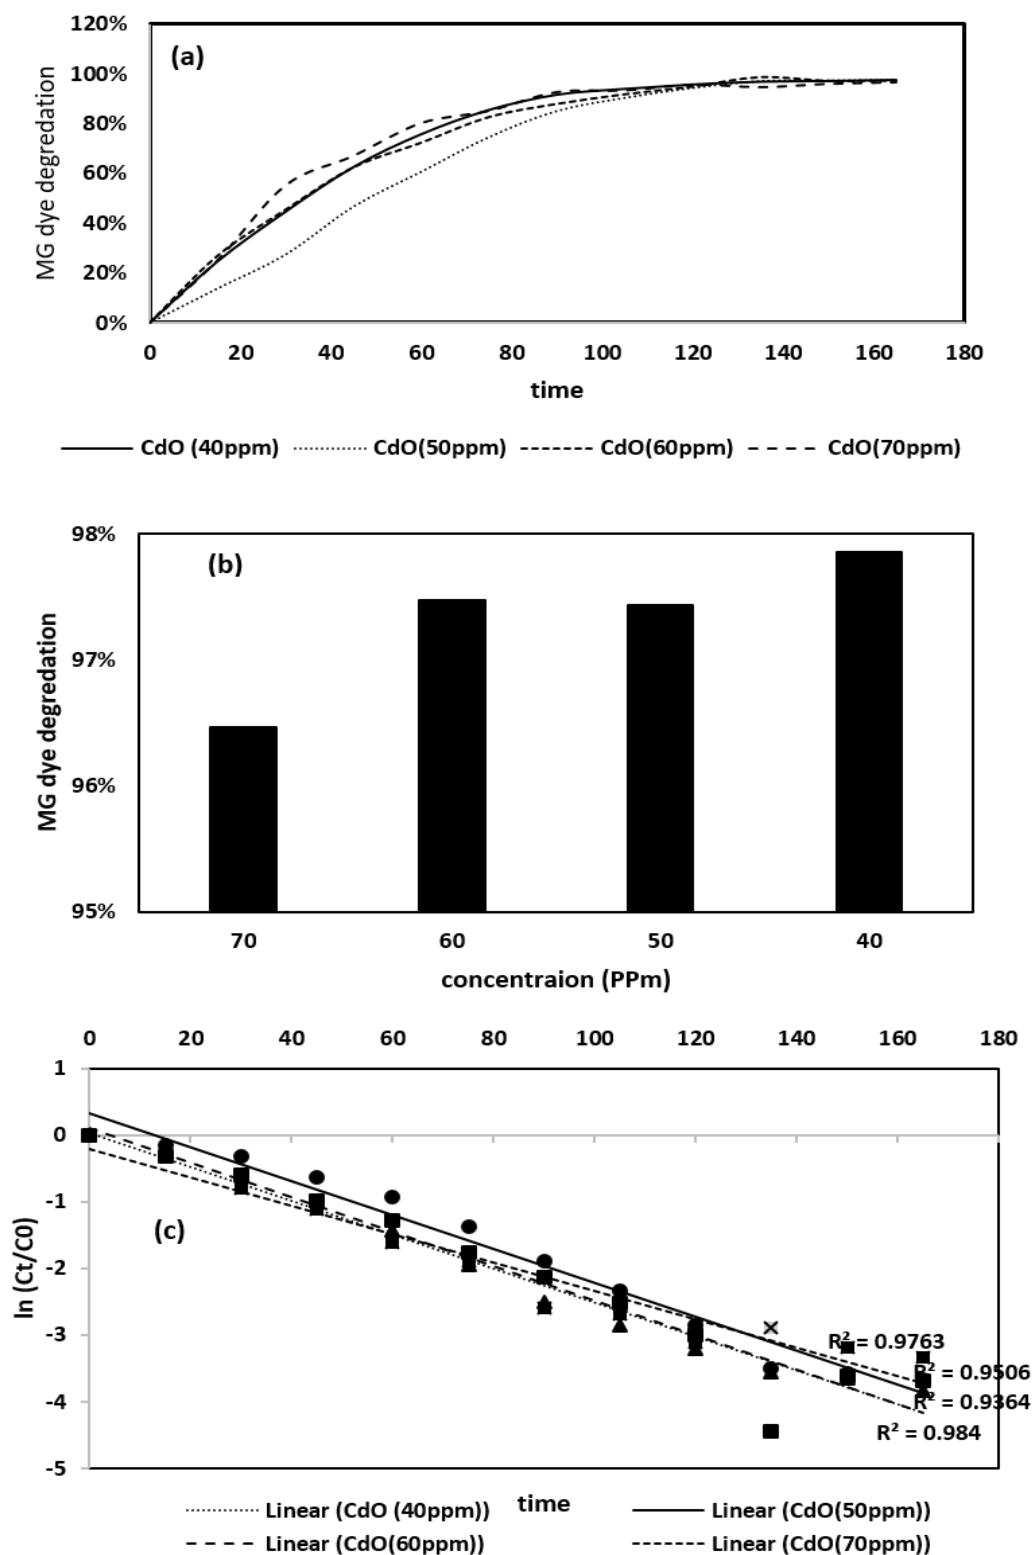 120%
(a)
100%
80%
60%
40%
20%
0%
MG dye degredation
0 20 40 60 80 100 120 140 160 180
time
CdO (40ppm) CdO(50ppm) CdO(60ppm) CdO(70ppm)
98%
(b)
97%
96%
95%
MG dye degredation
70 60 50 40
concentraion (PPm)
0 20 40 60 80 100 120 140 160 180
1
0
-1
-2
-3
-4
-5
ln (Ct/C0)
(c)
R² = 0.9763
R² = 0.9506
R² = 0.9364
R² = 0.984
time
Linear (CdO (40ppm)) Linear (CdO(50ppm))
Linear (CdO(60ppm)) Linear (CdO(70ppm))